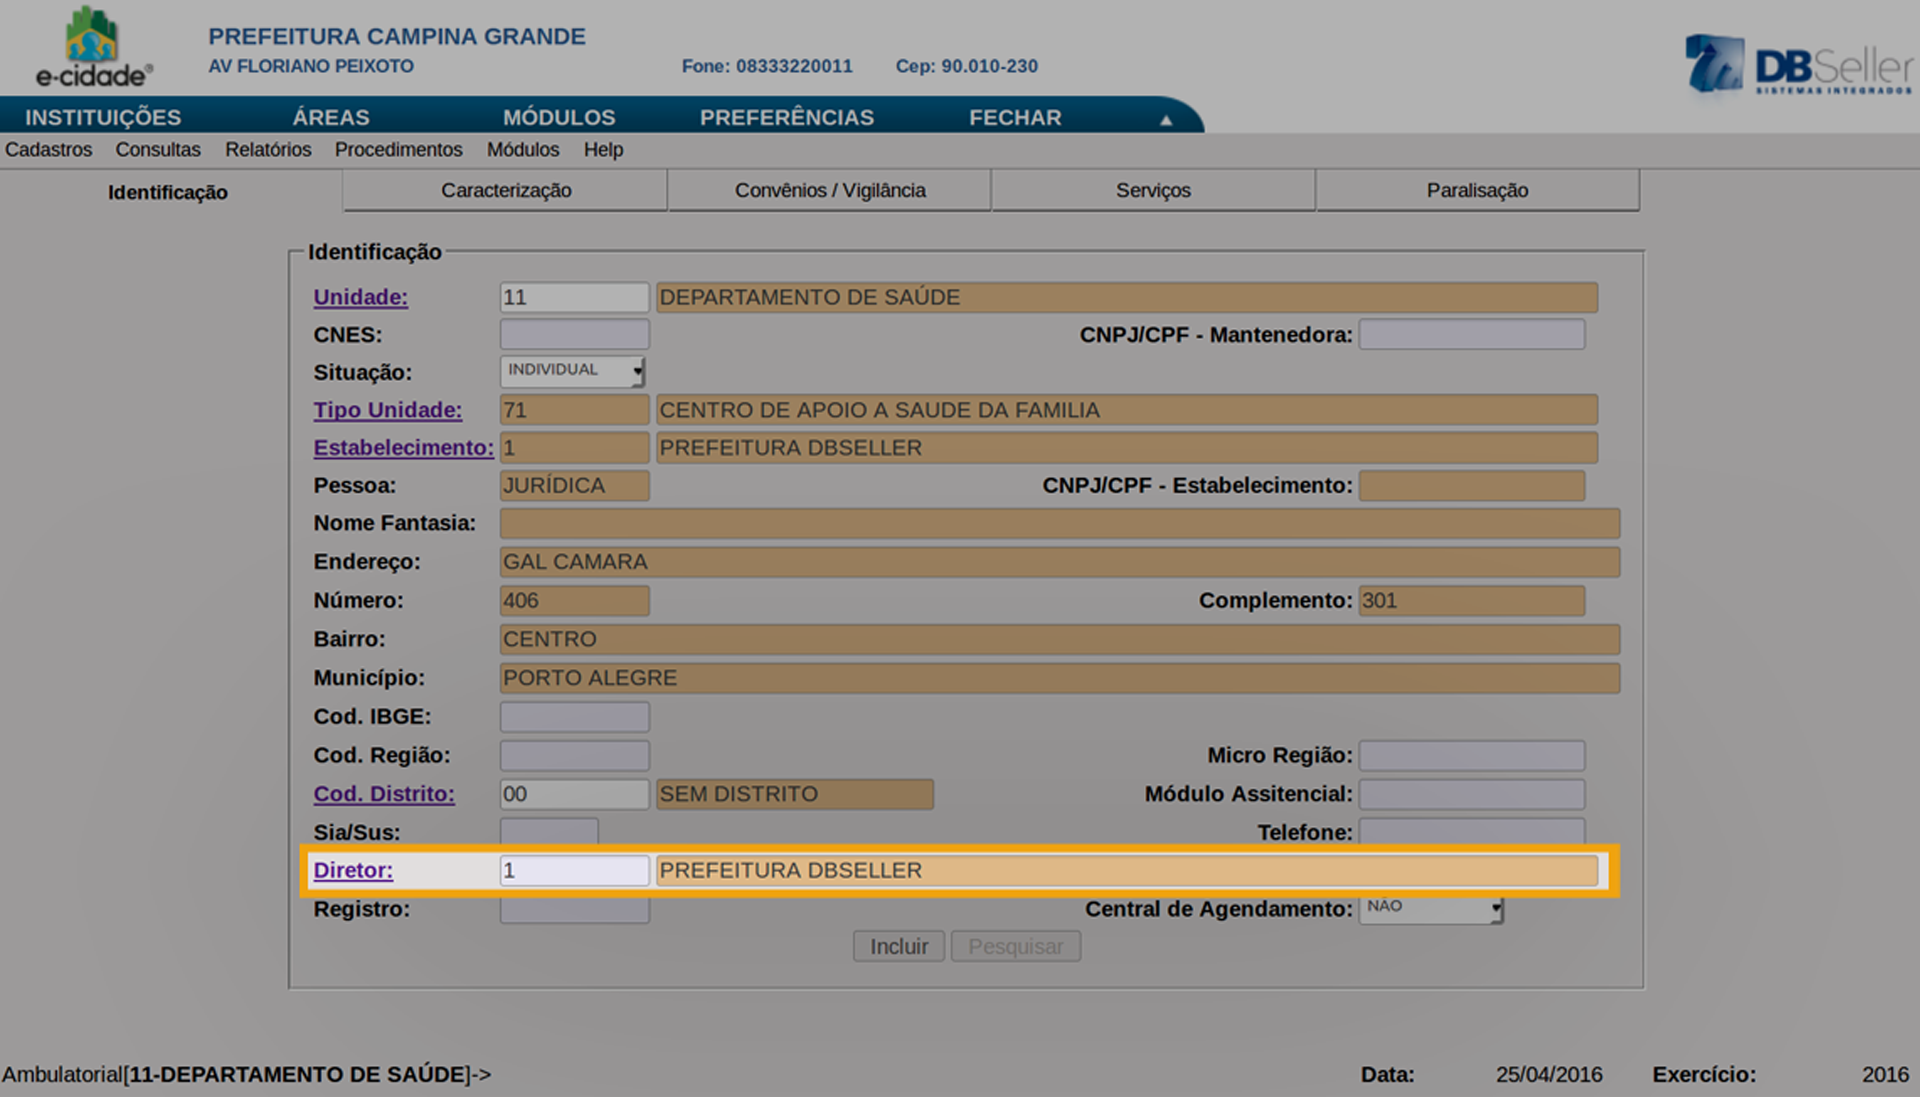 e-cidade®
PREFEITURA CAMPINA GRANDE
AV FLORIANO PEIXOTO Fone: 08333220011 Cep: 90.010-230
DBSeller
SISTEMAS INTEGRADOS
INSTITUIÇÕES ÁREAS MÓDULOS PREFERÊNCIAS FECHAR ▲
Cadastros Consultas Relatórios Procedimentos Módulos Help
Identificação Caracterização Convênios / Vigilância Serviços Paralisação
Identificação
Unidade: 11 DEPARTAMENTO DE SAÚDE
CNES: CNPJ/CPF - Mantenedora:
Situação: INDIVIDUAL
Tipo Unidade: 71 CENTRO DE APOIO A SAUDE DA FAMILIA
Estabelecimento: 1 PREFEITURA DBSELLER
Pessoa: JURÍDICA CNPJ/CPF - Estabelecimento:
Nome Fantasia:
Endereço: GAL CAMARA
Número: 406 Complemento: 301
Bairro: CENTRO
Município: PORTO ALEGRE
Cod. IBGE:
Cod. Região: Micro Região:
Cod. Distrito: 00 SEM DISTRITO Módulo Assitencial:
Sia/Sus: Telefone:
Diretor: 1 PREFEITURA DBSELLER
Registro: Central de Agendamento: NÃO
Incluir Pesquisar
Ambulatorial[11-DEPARTAMENTO DE SAÚDE]-> Data: 25/04/2016 Exercício: 2016